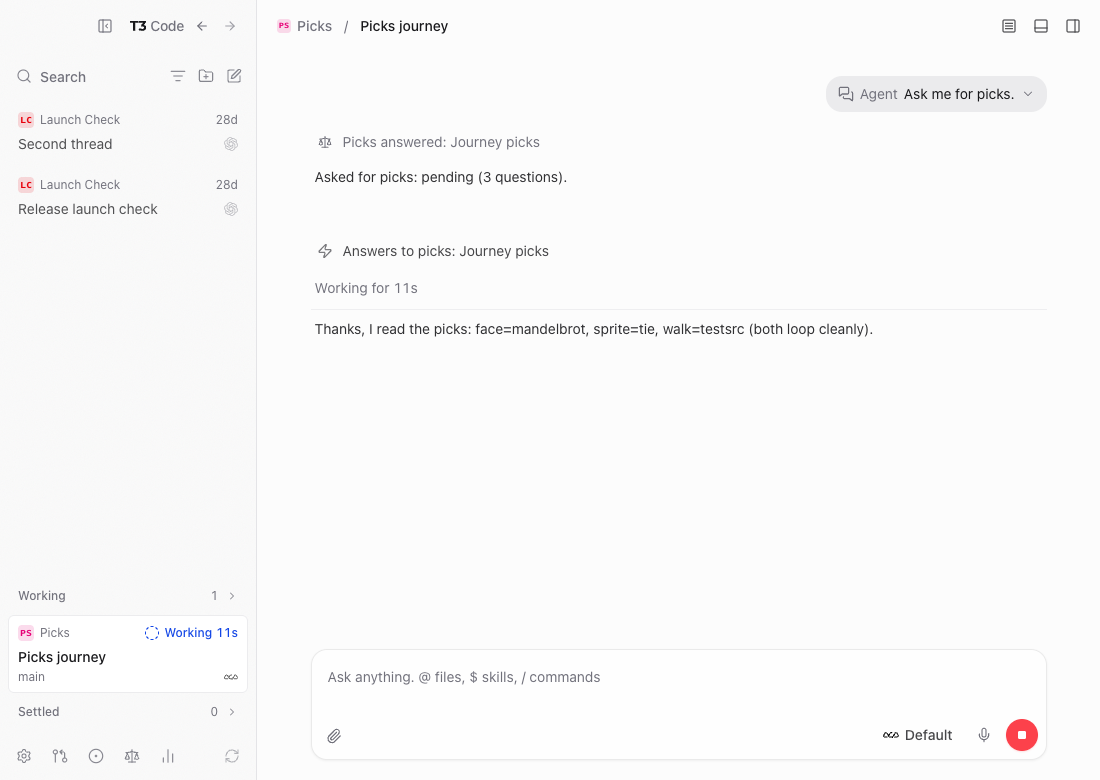 T3 Code
Search
LC Launch Check 28d
Second thread
LC Launch Check 28d
Release launch check
Working 1
PS Picks Working 11s
Picks journey
main
Settled 0
PS Picks / Picks journey
Agent Ask me for picks.
Picks answered: Journey picks
Asked for picks: pending (3 questions).
Answers to picks: Journey picks
Working for 11s
Thanks, I read the picks: face=mandelbrot, sprite=tie, walk=testsrc (both loop cleanly).
Ask anything. @ files, $ skills, / commands
Default